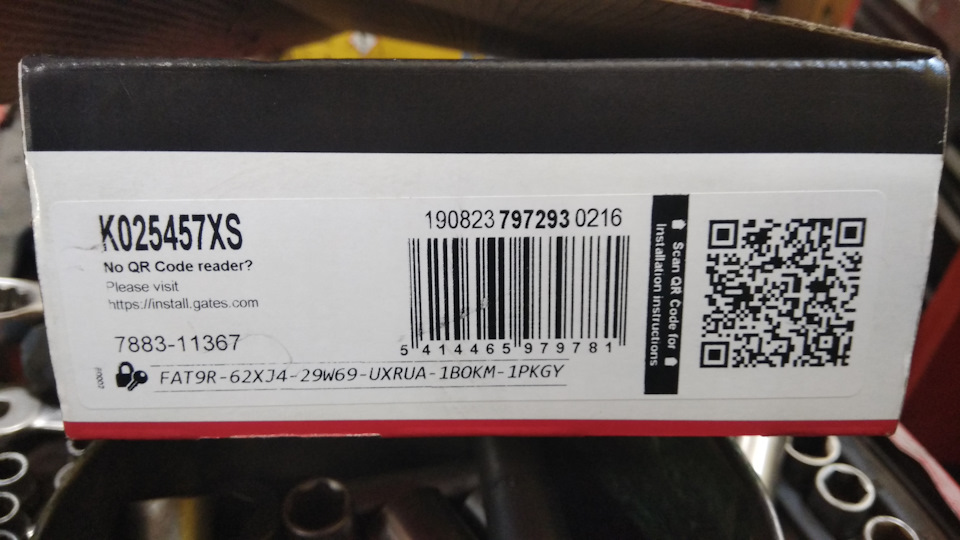 K025457XS
No QR Code reader?
Please visit
https://install.gates.com
7883-11367
FAT9R-62XJ4-29W69-UXRUA-1BOKM-1PKGY
190823 797293 0216
5 414465 979781
Scan QR Code for
installation instructions